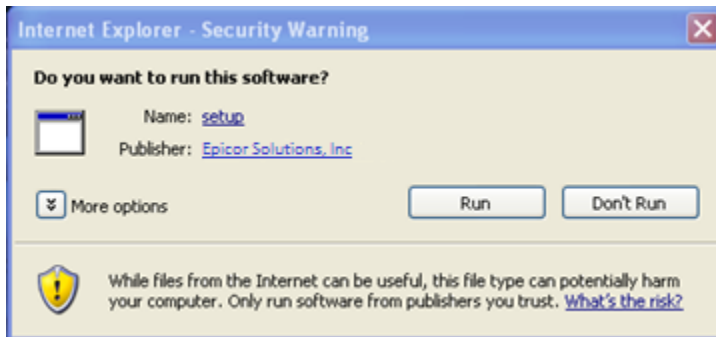 Internet Explorer - Security Warning
Do you want to run this software?
Name: setup
Publisher: Epicor Solutions, Inc
More options
Run
Don't Run
While files from the Internet can be useful, this file type can potentially harm
your computer. Only run software from publishers you trust. What's the risk?